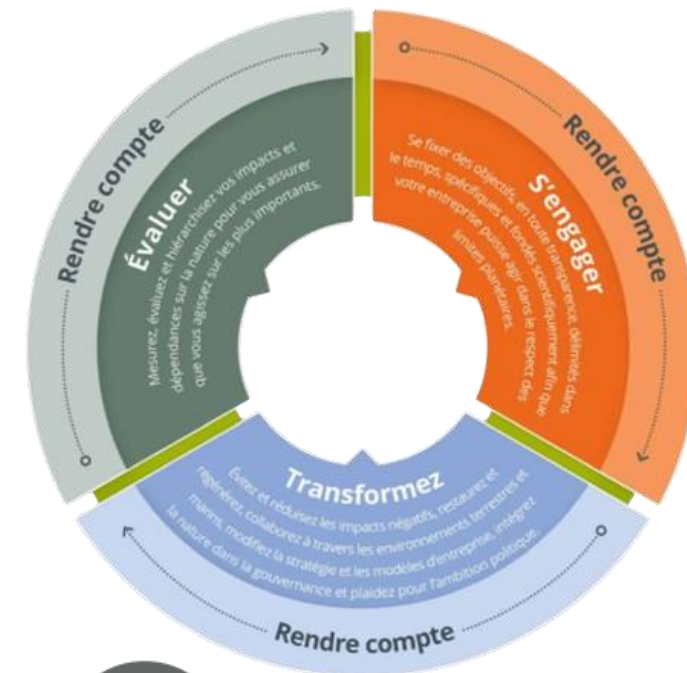 Rendre compte
Évaluer
Mesurez, évaluez et hiérarchisez vos impacts et
dépendances sur la nature pour vous assurer
que vous agissez sur les plus importants.
Rendre compte
S'engager
Se fixer des objectifs, en toute transparence, délimités dans
le temps, spécifiques et fondés scientifiquement afin que
votre entreprise puisse agir dans le respect des
limites planétaires.
Transformez
Évitez et réduisez les impacts négatifs, restaurez et
régénérez, collaborez à travers les environnements terrestres et
marins, modifiez la stratégie et les modèles d'entreprise, intégrez
la nature dans la gouvernance et plaidez pour l'ambition politique.
Rendre compte